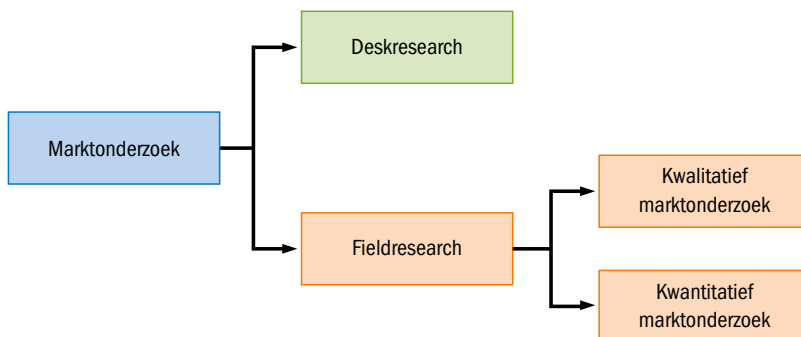 Deskresearch
Marktonderzoek
Kwalitatief
marktonderzoek
Fieldresearch
Kwantitatief
marktonderzoek